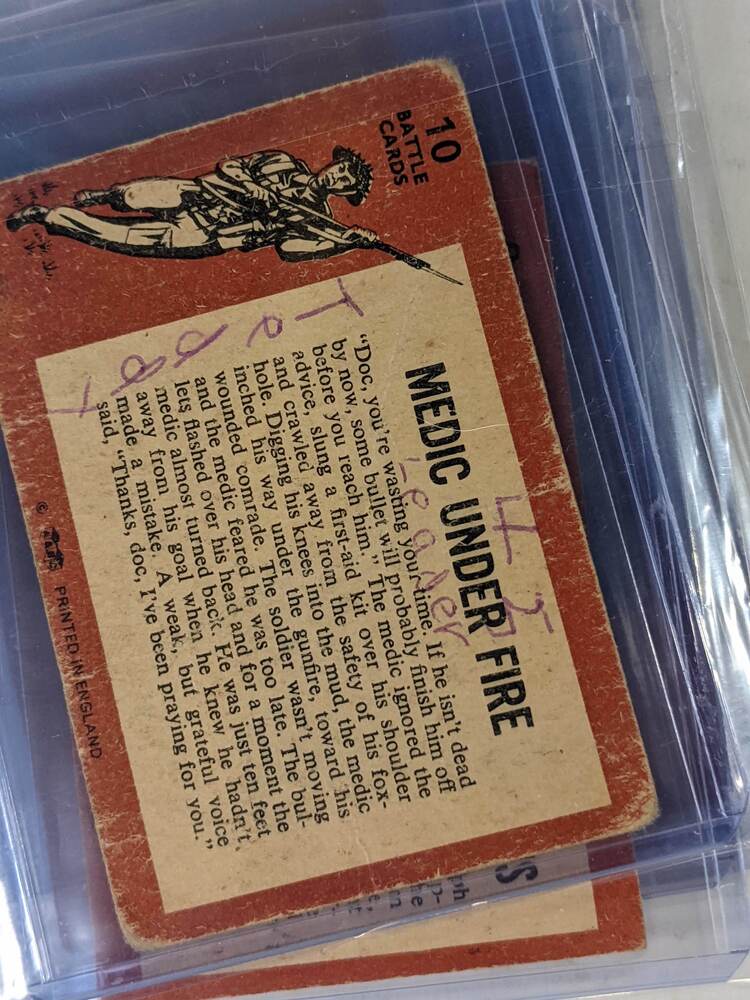 10
BATTLE
CARDS
MEDIC UNDER FIRE
"Doc, you're wasting your time. If he isn't dead
by now, some bullet will probably finish him off
before you reach him." The medic ignored the
advice, slung a first-aid kit over his shoulder
and crawled away from the safety of his fox-
hole. Digging his knees into the mud, the medic
inched his way under the gunfire, toward his
wounded comrade. The soldier wasn't moving
and the medic feared he was too late. The bul-
lets flashed over his head and for a moment the
medic almost turned back. He was just ten feet
away from his goal when he knew he hadn't
made a mistake. A weak, but grateful voice
said, "Thanks, doc, I've been praying for you."
© PRINTED IN ENGLAND